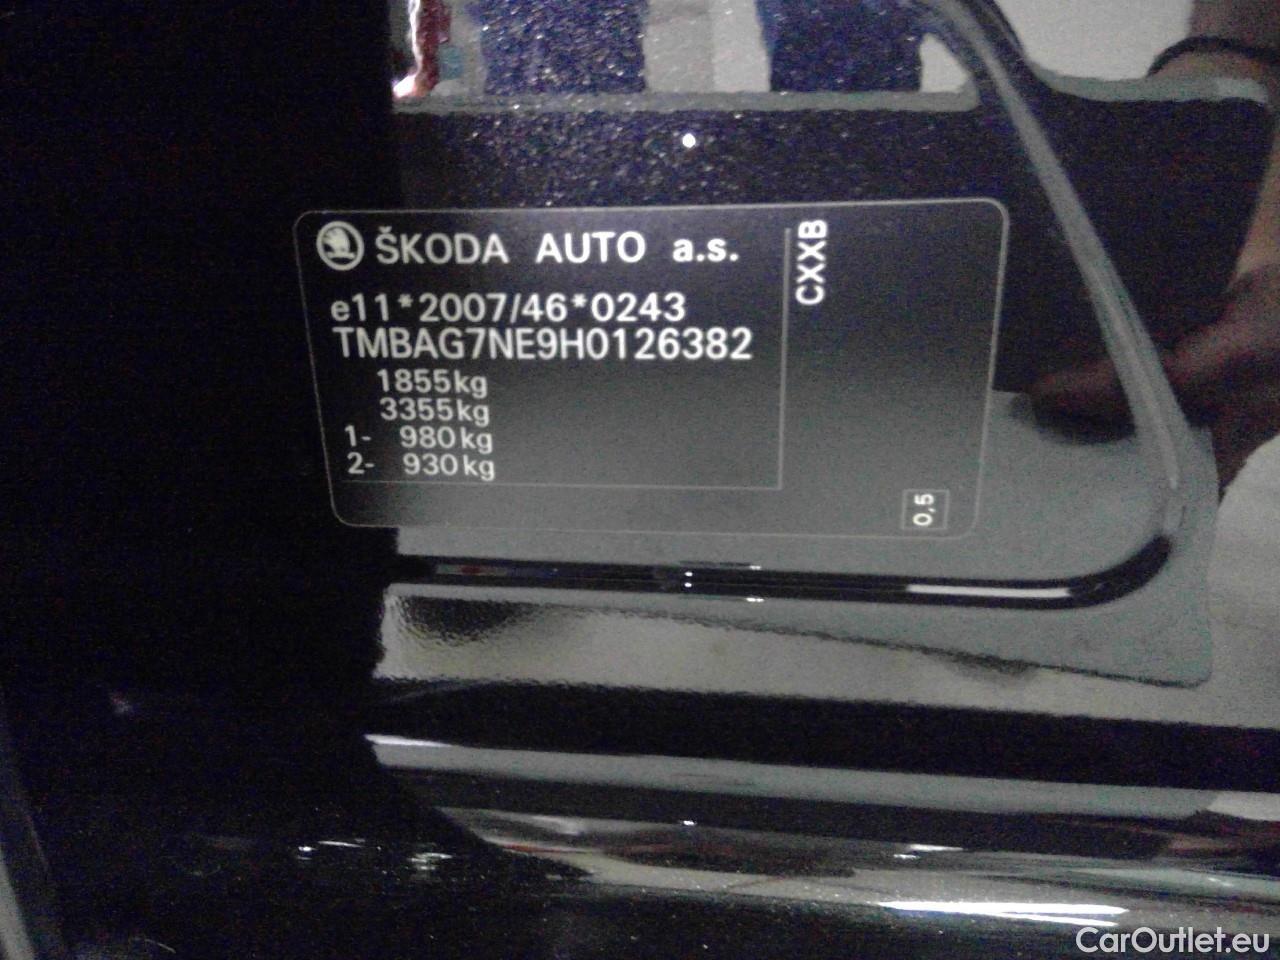 ŠKODA AUTO a.s.
e11*2007/46*0243
TMBAG7NE9H0126382
1855kg
3355kg
1- 980kg
2- 930kg
CXXB
0,5
CarOutlet.eu